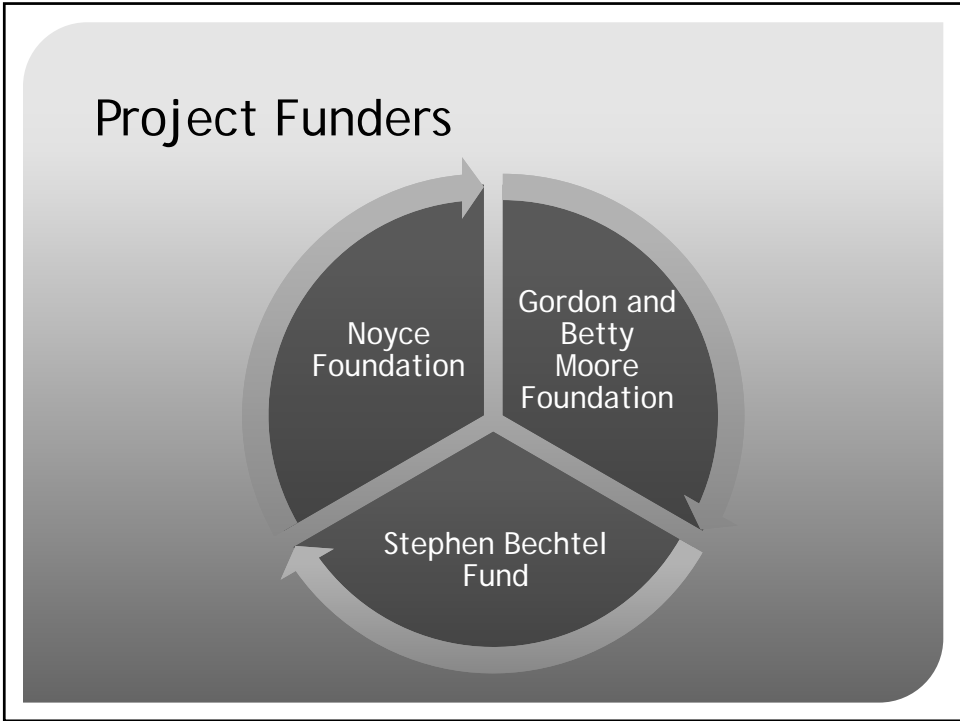 Project Funders
Noyce
Foundation
Gordon and
Betty
Moore
Foundation
Stephen Bechtel
Fund